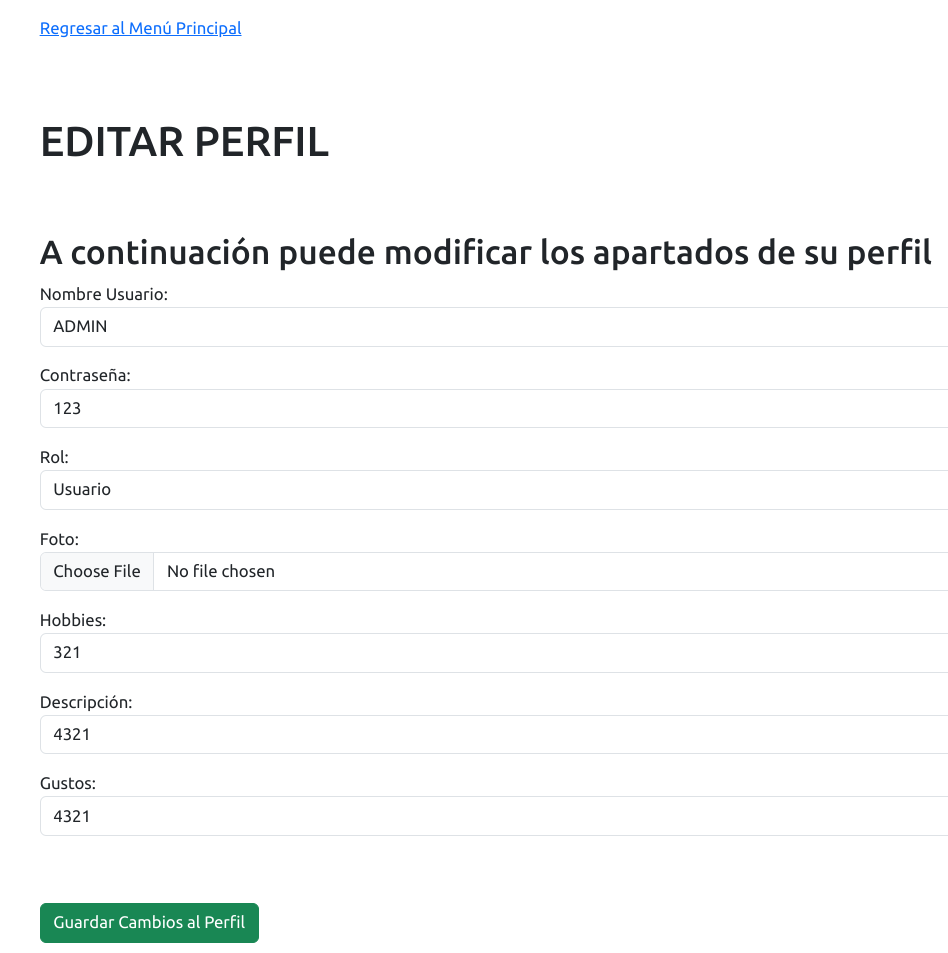 Regresar al Menú Principal
EDITAR PERFIL
A continuación puede modificar los apartados de su perfil
Nombre Usuario:
ADMIN
Contraseña:
123
Rol:
Usuario
Foto:
Choose File No file chosen
Hobbies:
321
Descripción:
4321
Gustos:
4321
Guardar Cambios al Perfil